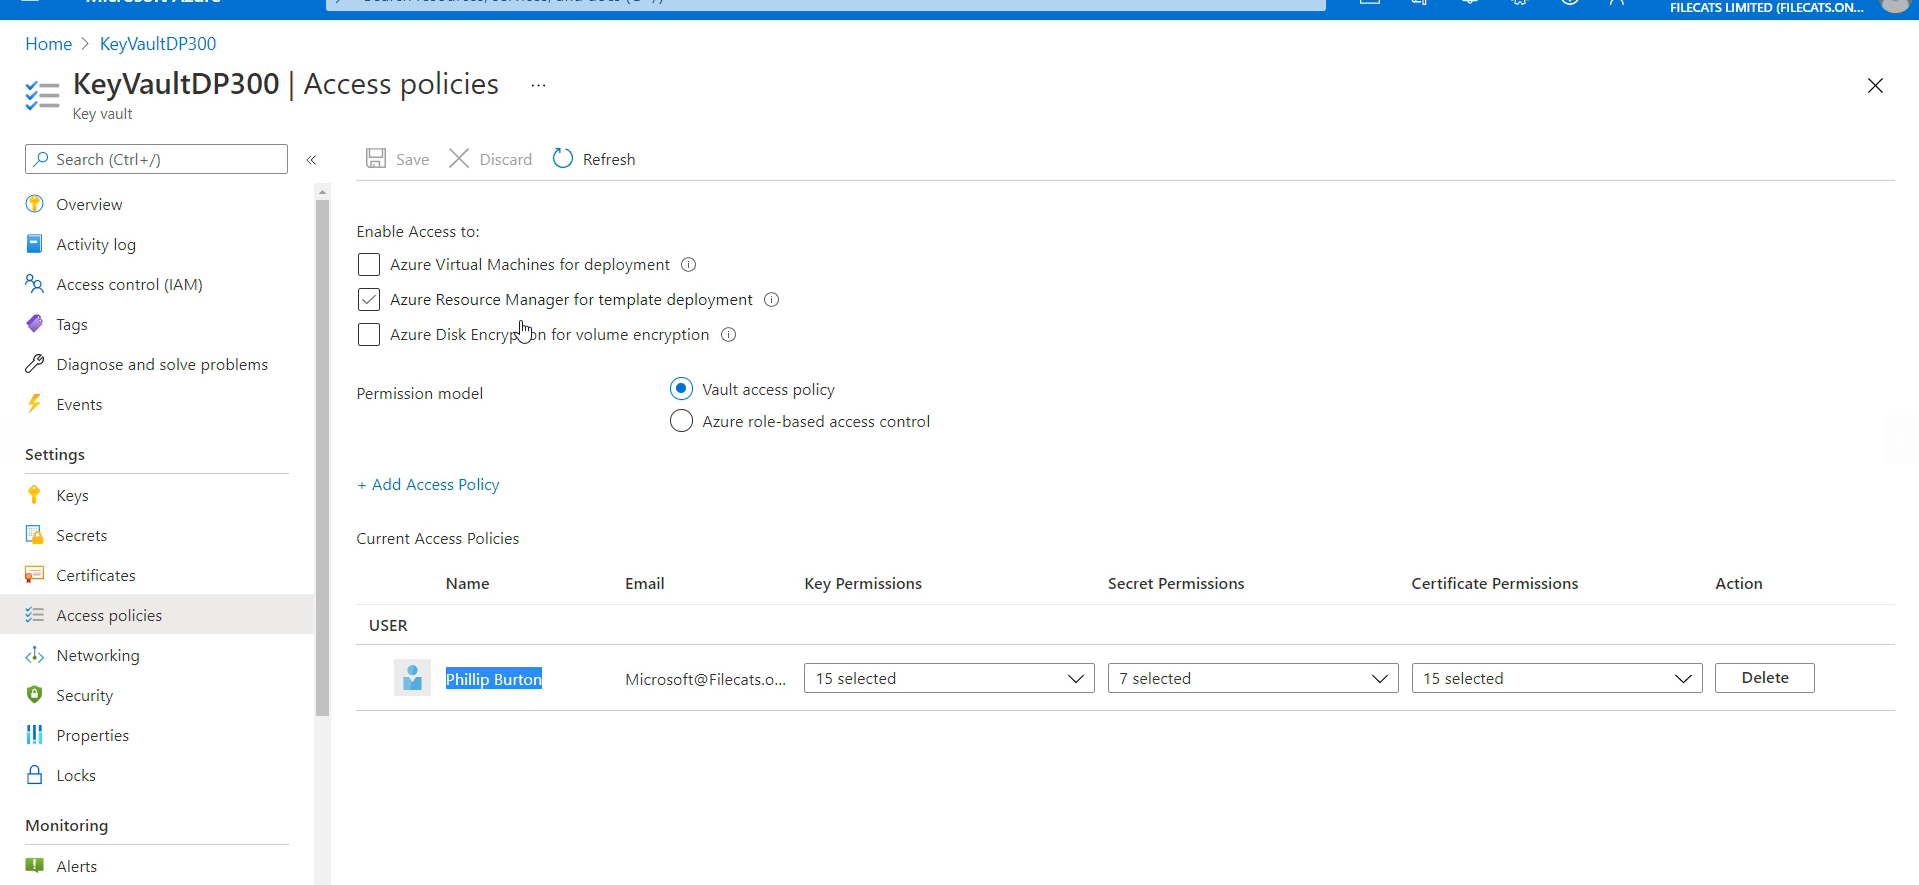 Microsoft Azure
FILECATS LIMITED (FILECATS.ON...
Home > KeyVaultDP300
KeyVaultDP300 | Access policies ...
Key vault
Search (Ctrl+/)
«
Save
Discard
Refresh
Overview
Activity log
Access control (IAM)
Tags
Diagnose and solve problems
Events
Settings
Keys
Secrets
Certificates
Access policies
Networking
Security
Properties
Locks
Monitoring
Alerts
Enable Access to:
Azure Virtual Machines for deployment
Azure Resource Manager for template deployment
Azure Disk Encryption for volume encryption
Permission model
Vault access policy
Azure role-based access control
+ Add Access Policy
Current Access Policies
Name Email Key Permissions Secret Permissions Certificate Permissions Action
USER
Phillip Burton Microsoft@Filecats.o... 15 selected 7 selected 15 selected Delete